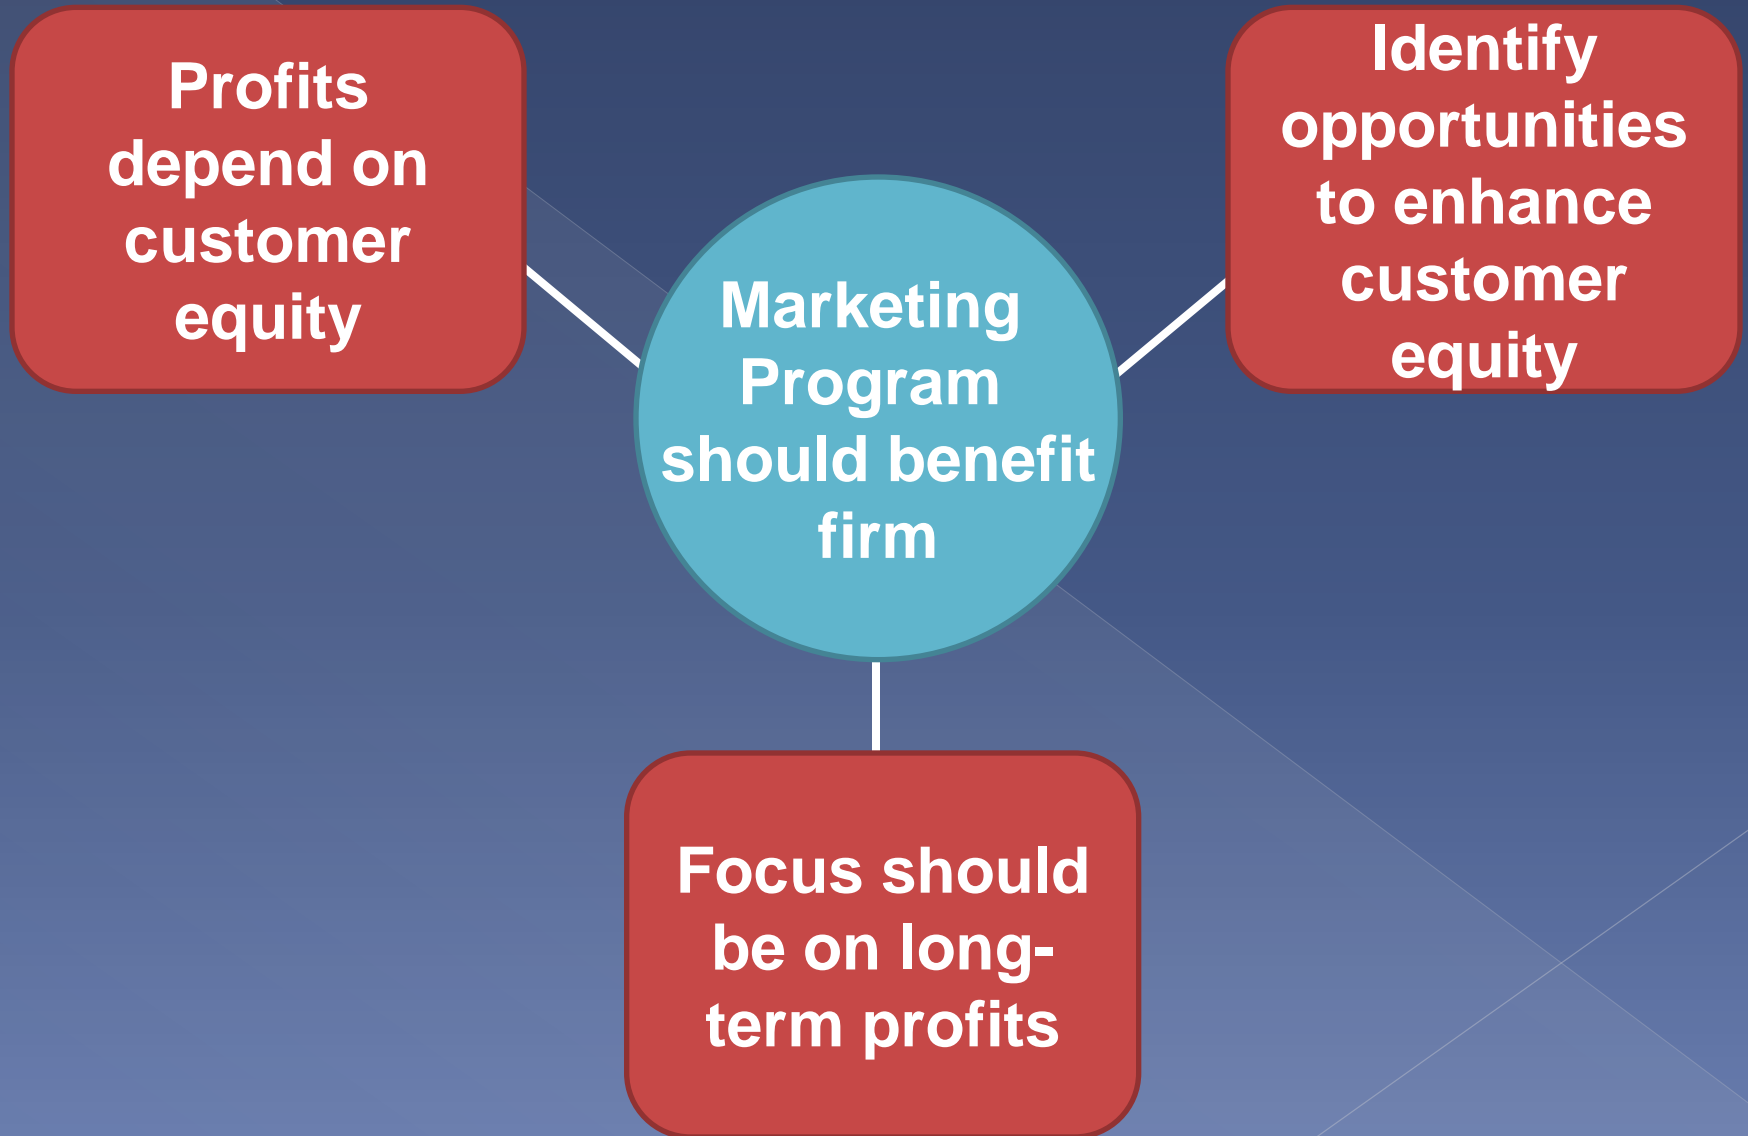 Profits
depend on
customer
equity
Identify
opportunities
to enhance
customer
equity
Marketing
Program
should benefit
firm
Focus should
be on long-
term profits